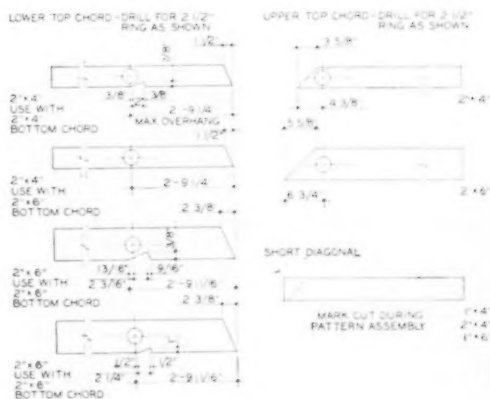 LOWER TOP CHORD - DRILL FOR 2 1/2"
RING AS SHOWN
1 1/2"
7/8"
3/8" 3/8"
2" x 4"
USE WITH
2" x 4"
BOTTOM CHORD
2'-9 1/4"
MAX OVERHANG
1 1/2"
2" x 4"
USE WITH
2" x 6"
BOTTOM CHORD
2'-9 1/4"
2 3/8"
3/8"
13/16" 9/16"
2" x 6"
USE WITH
2" x 6"
BOTTOM CHORD
2 3/16" 2'-9 11/16"
2 3/8"
1"
1/2" 1/2"
2" x 6"
USE WITH
2" x 6"
BOTTOM CHORD
2 1/4" 2'-9 11/16"
UPPER TOP CHORD - DRILL FOR 2 1/2"
RING AS SHOWN
3 5/8"
4 3/8"
2" x 4"
5 5/8"
6 3/4"
2" x 6"
SHORT DIAGONAL
MARK CUT DURING
PATTERN ASSEMBLY
1" x 4"
2" x 4"
1" x 6"